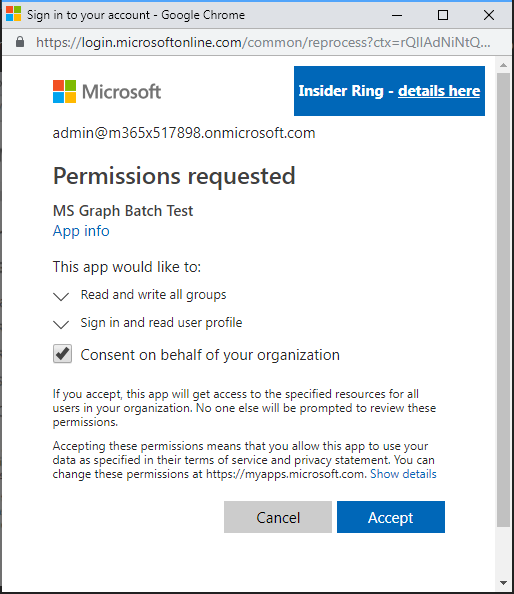 Sign in to your account - Google Chrome
https://login.microsoftonline.com/common/reprocess?ctx=rQIIAdNiNtQ...
Microsoft
Insider Ring - details here
admin@m365x517898.onmicrosoft.com
Permissions requested
MS Graph Batch Test
App info
This app would like to:
Read and write all groups
Sign in and read user profile
Consent on behalf of your organization
If you accept, this app will get access to the specified resources for all
users in your organization. No one else will be prompted to review these
permissions.
Accepting these permissions means that you allow this app to use your
data as specified in their terms of service and privacy statement. You can
change these permissions at https://myapps.microsoft.com. Show details
Cancel
Accept